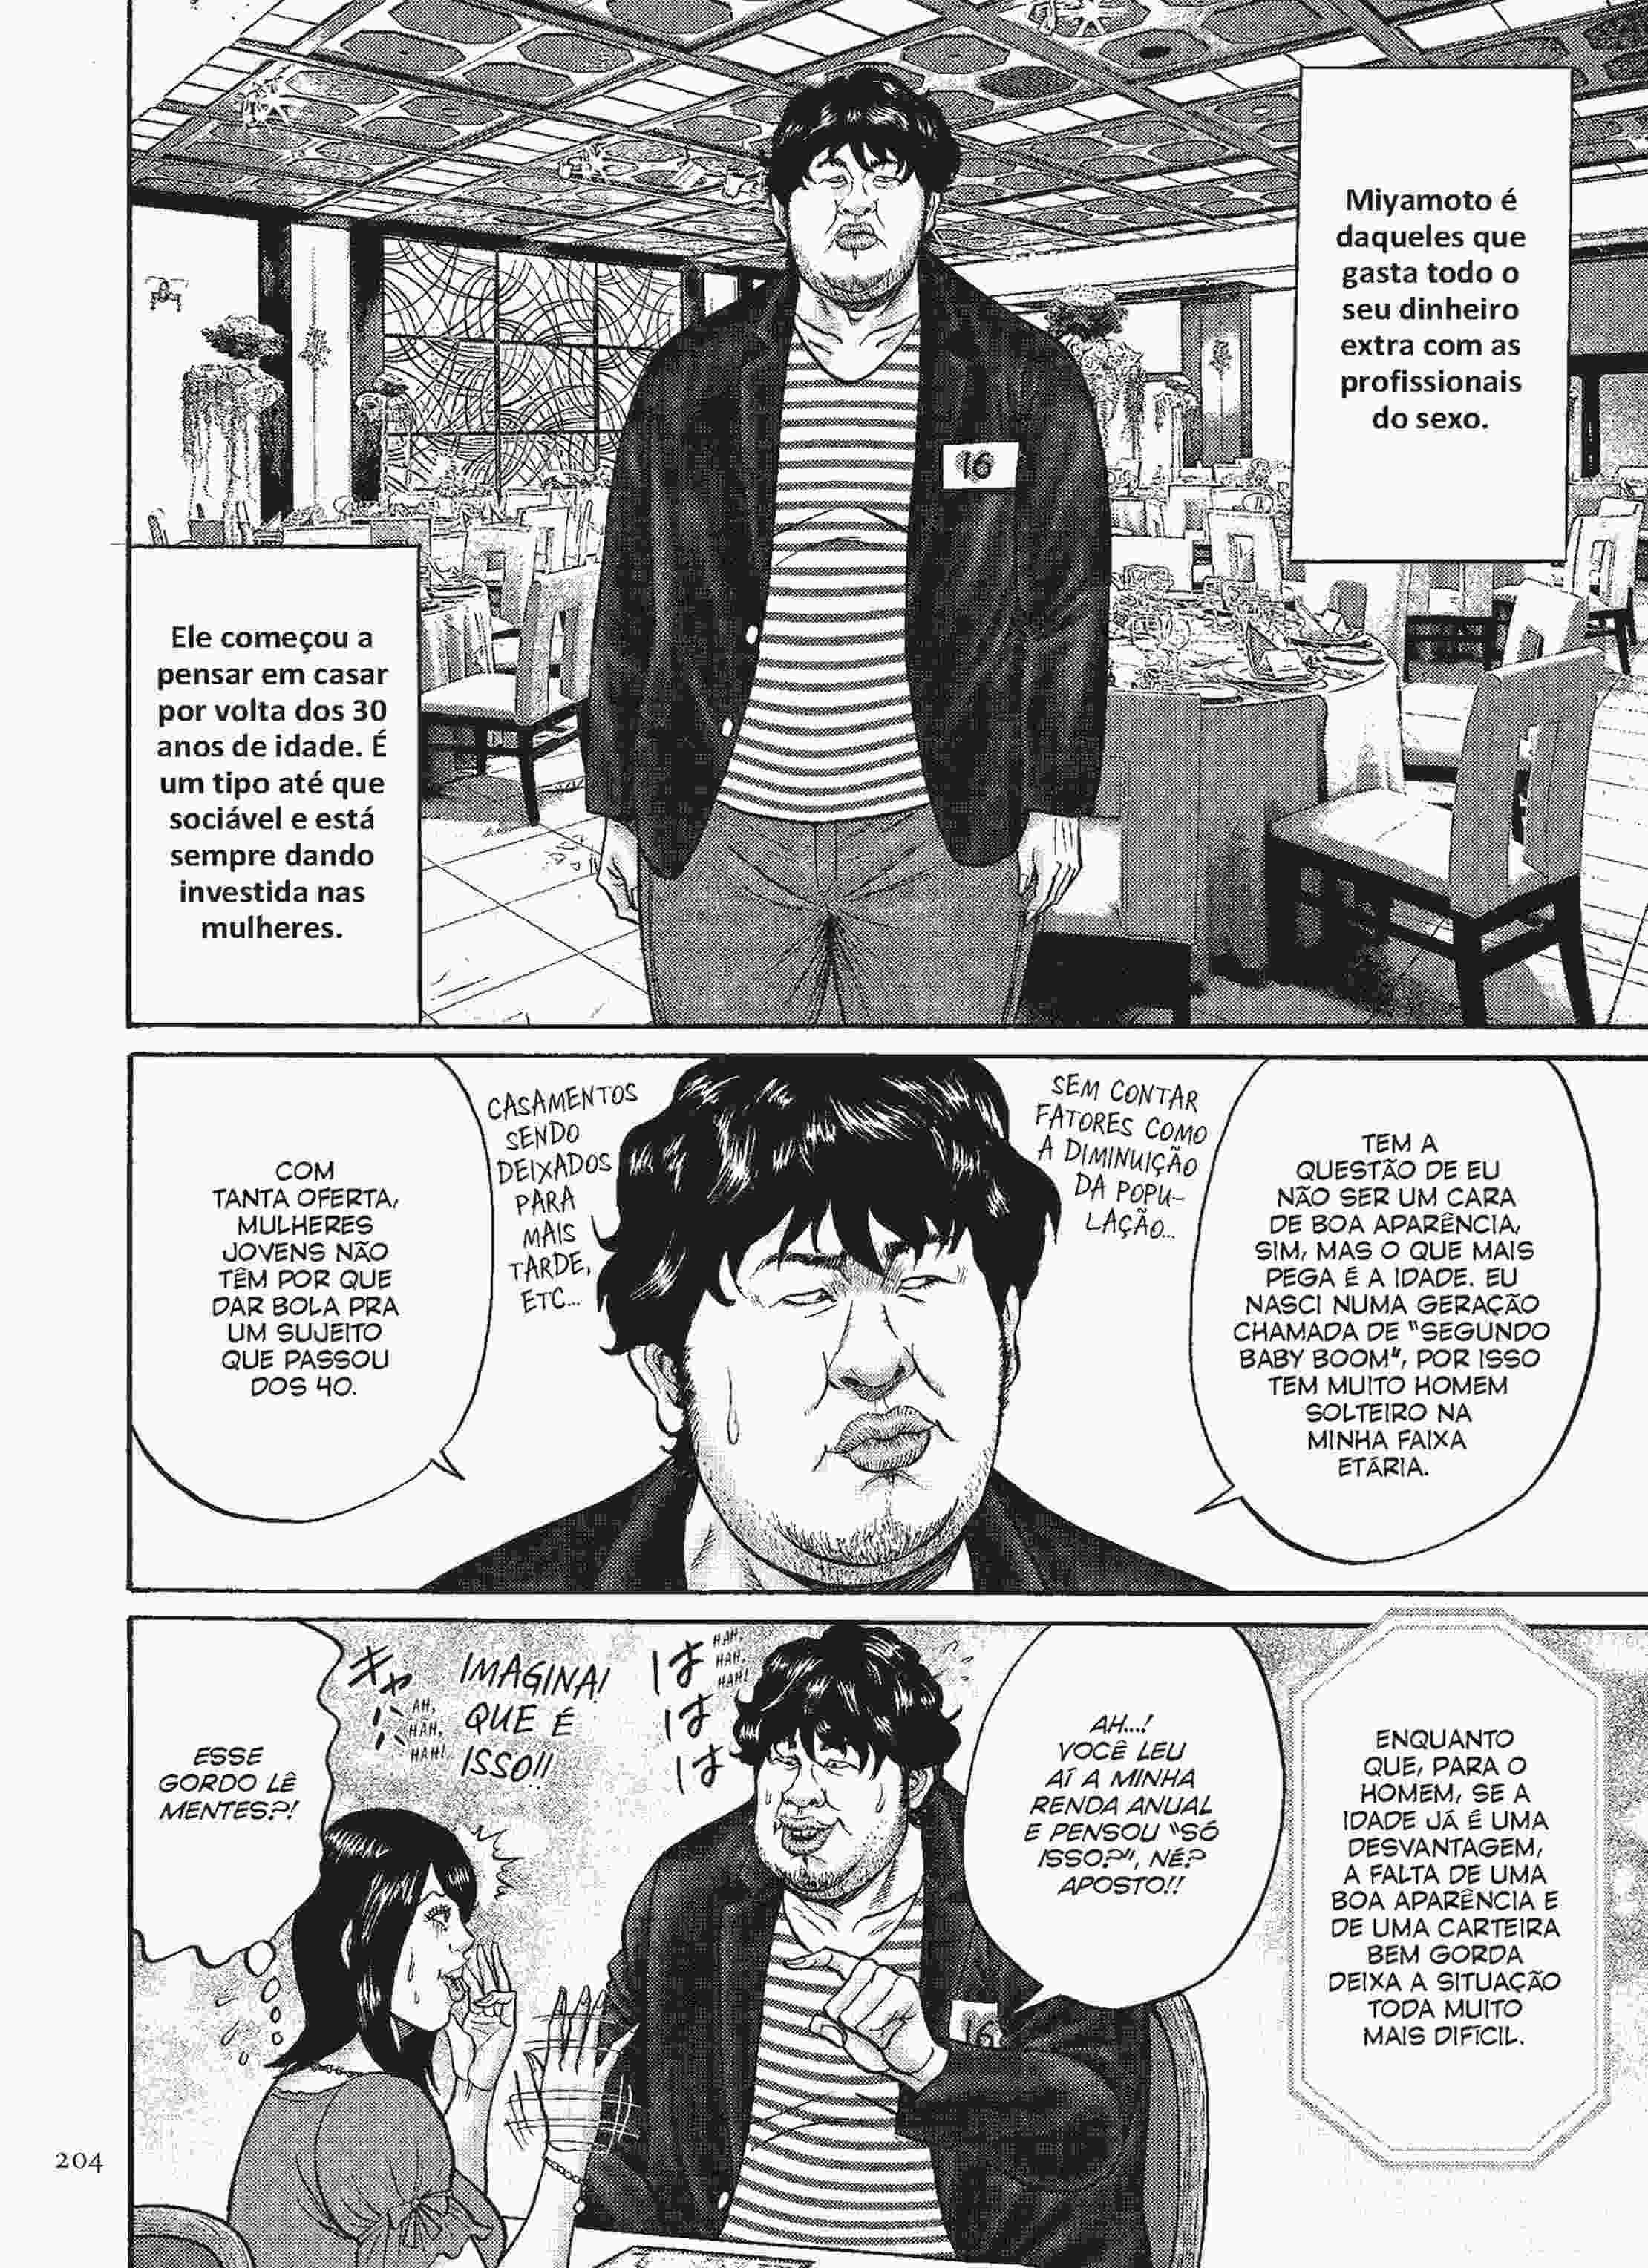 Miyamoto é
daqueles que
gasta todo o
seu dinheiro
extra com as
profissionais
do sexo.
16
Ele começou a
pensar em casar
por volta dos 30
anos de idade. É
um tipo até que
sociável e está
sempre dando
investida nas
mulheres.
TEM A
QUESTÃO DE EU
NÃO SER UM CARA
DE BOA APARÊNCIA,
SIM, MAS O QUE MAIS
PEGA É A IDADE. EU
NASCI NUMA GERAÇÃO
CHAMADA DE "SEGUNDO
BABY BOOM", POR ISSO
TEM MUITO HOMEM
SOLTEIRO NA
MINHA FAIXA
ETÁRIA.
SEM CONTAR
FATORES COMO
A DIMINUIÇÃO
DA POPU-
LAÇÃO...
CASAMENTOS
SENDO
DEIXADOS
PARA
MAIS
TARDE,
ETC...
COM
TANTA OFERTA,
MULHERES
JOVENS NÃO
TÊM POR QUE
DAR BOLA PRA
UM SUJEITO
QUE PASSOU
DOS 40.
ENQUANTO
QUE, PARA O
HOMEM, SE A
IDADE JÁ É UMA
DESVANTAGEM,
A FALTA DE UMA
BOA APARÊNCIA E
DE UMA CARTEIRA
BEM GORDA
DEIXA A SITUAÇÃO
TODA MUITO
MAIS DIFÍCIL.
AH...!
VOCÊ LEU
AÍ A MINHA
RENDA ANUAL
E PENSOU "SÓ
ISSO?", NÉ?
APOSTO!!
16
はははは
HAH,
HAH,
HAH!
IMAGINA!
QUE É
ISSO!!
キャハハ
AH,
HAH,
HAH!
ESSE
GORDO LÊ
MENTES?!
204